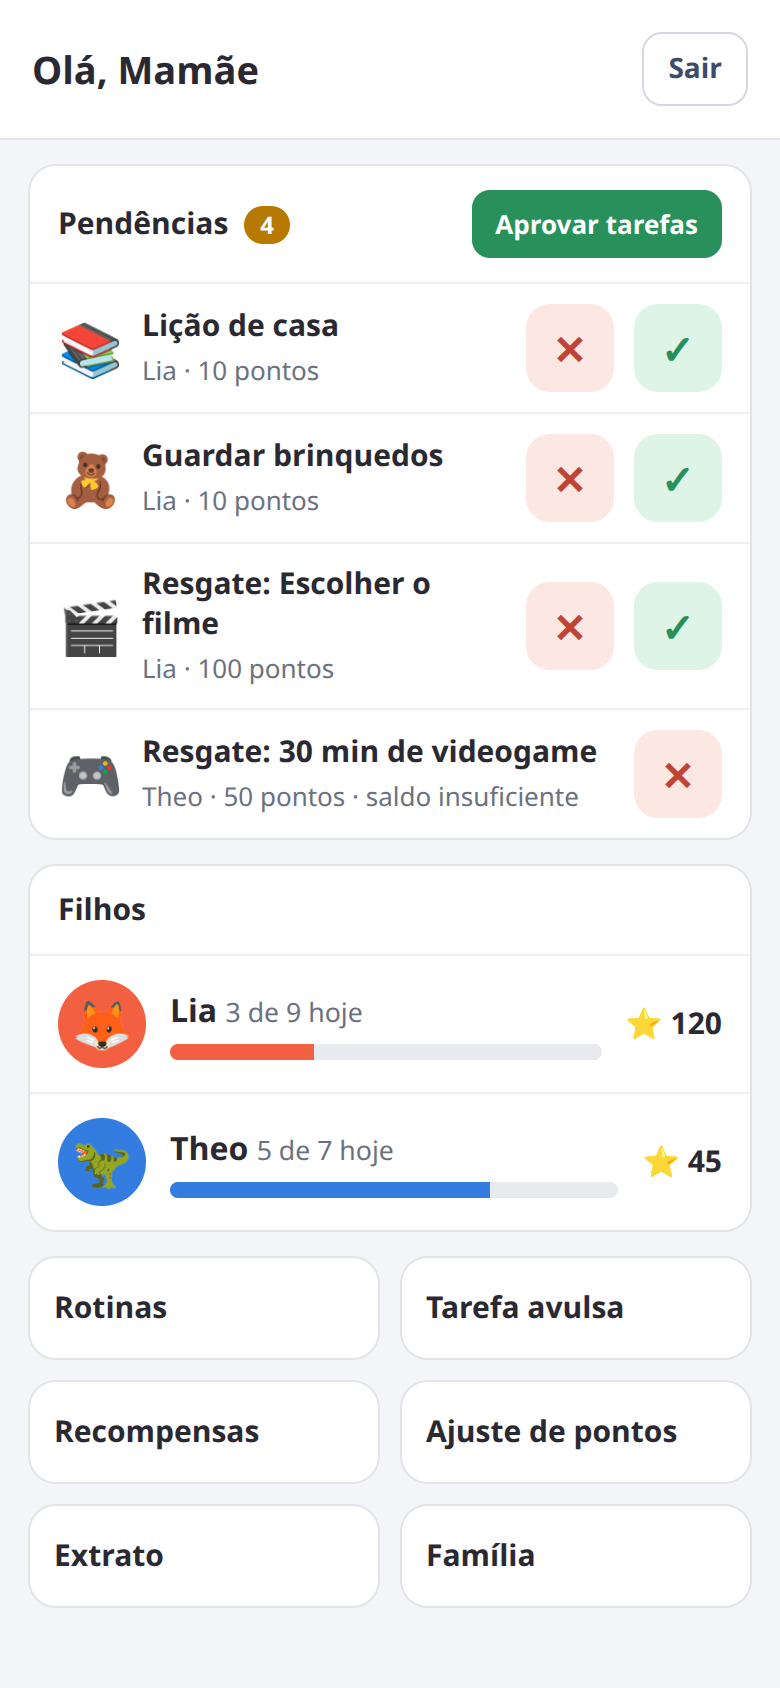 Olá, Mamãe
Sair
Pendências 4
Aprovar tarefas
Lição de casa
Lia · 10 pontos
Guardar brinquedos
Lia · 10 pontos
Resgate: Escolher o
filme
Lia · 100 pontos
Resgate: 30 min de videogame
Theo · 50 pontos · saldo insuficiente
Filhos
Lia 3 de 9 hoje
⭐ 120
Theo 5 de 7 hoje
⭐ 45
Rotinas
Tarefa avulsa
Recompensas
Ajuste de pontos
Extrato
Família